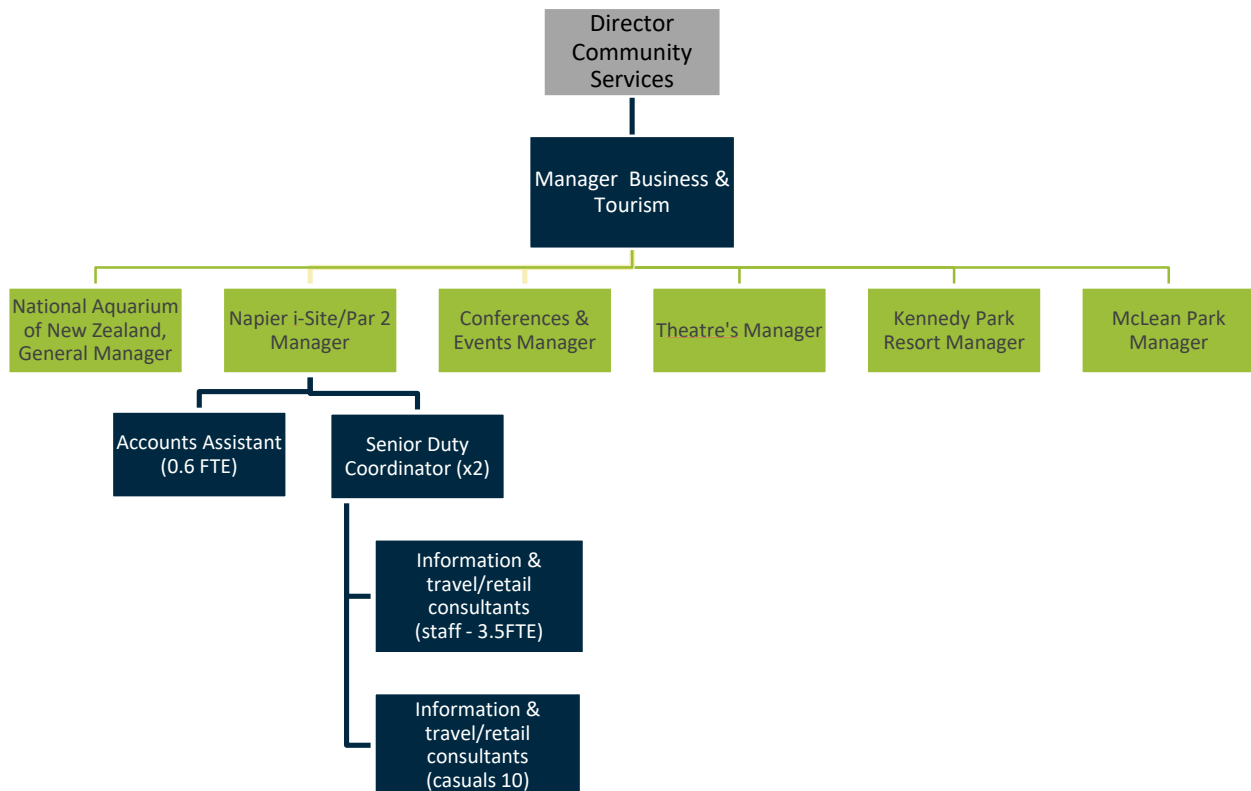 Director
Community
Services
Manager  Business &
Tourism
National Aquarium
of New Zealand,
General Manager
Napier i-Site/Par 2
Manager
Conferences &
Events Manager
Theatre's Manager
Kennedy Park
Resort Manager
McLean Park
Manager
Accounts Assistant
(0.6 FTE)
Senior Duty
Coordinator (x2)
Information &
travel/retail
consultants
(staff - 3.5FTE)
Information &
travel/retail
consultants
(casuals 10)